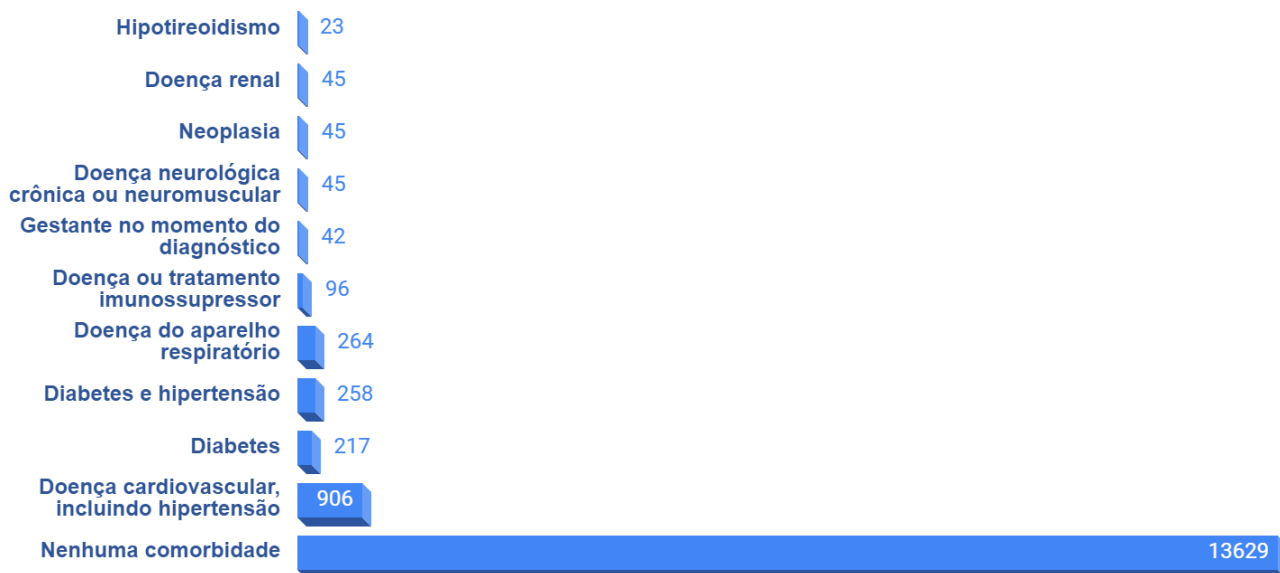 Hipotireoidismo 23
Doença renal 45
Neoplasia 45
Doença neurológica
crônica ou neuromuscular 45
Gestante no momento do
diagnóstico 42
Doença ou tratamento
imunossupressor 96
Doença do aparelho
respiratório 264
Diabetes e hipertensão 258
Diabetes 217
Doença cardiovascular,
incluindo hipertensão 906
Nenhuma comorbidade 13629